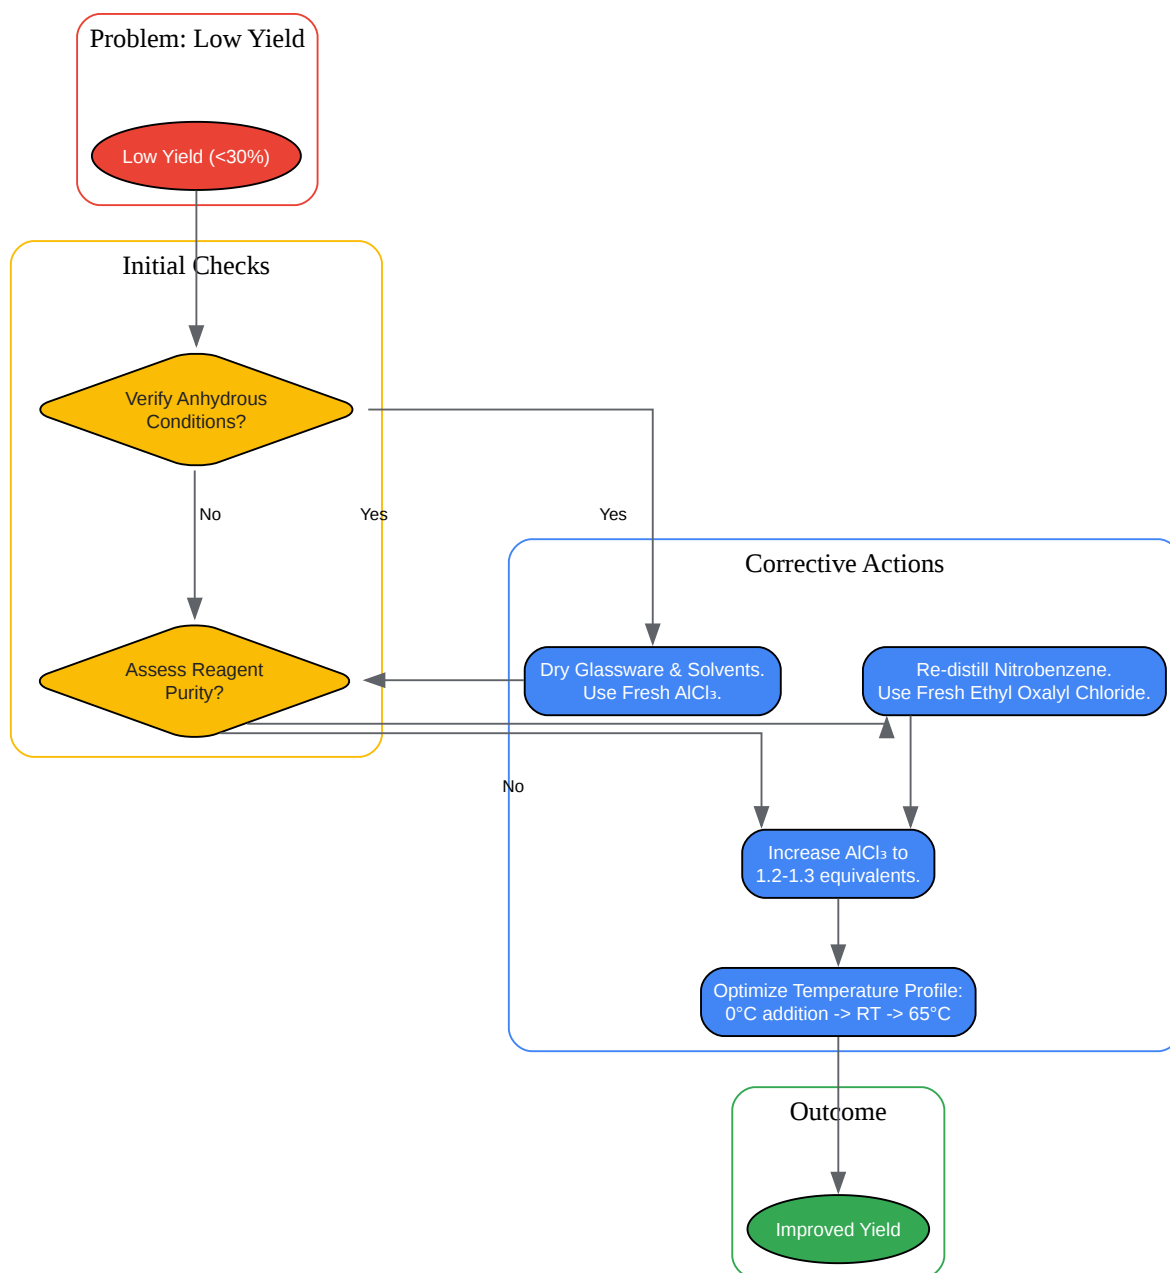 Problem: Low Yield
Low Yield (<30%)
Initial Checks
Verify Anhydrous
Conditions?
No
Yes
Yes
Corrective Actions
Assess Reagent
Purity?
Dry Glassware & Solvents.
Use Fresh AlCl₃.
Re-distill Nitrobenzene.
Use Fresh Ethyl Oxalyl Chloride.
No
Increase AlCl₃ to
1.2-1.3 equivalents.
Optimize Temperature Profile:
0°C addition -> RT -> 65°C
Outcome
Improved Yield